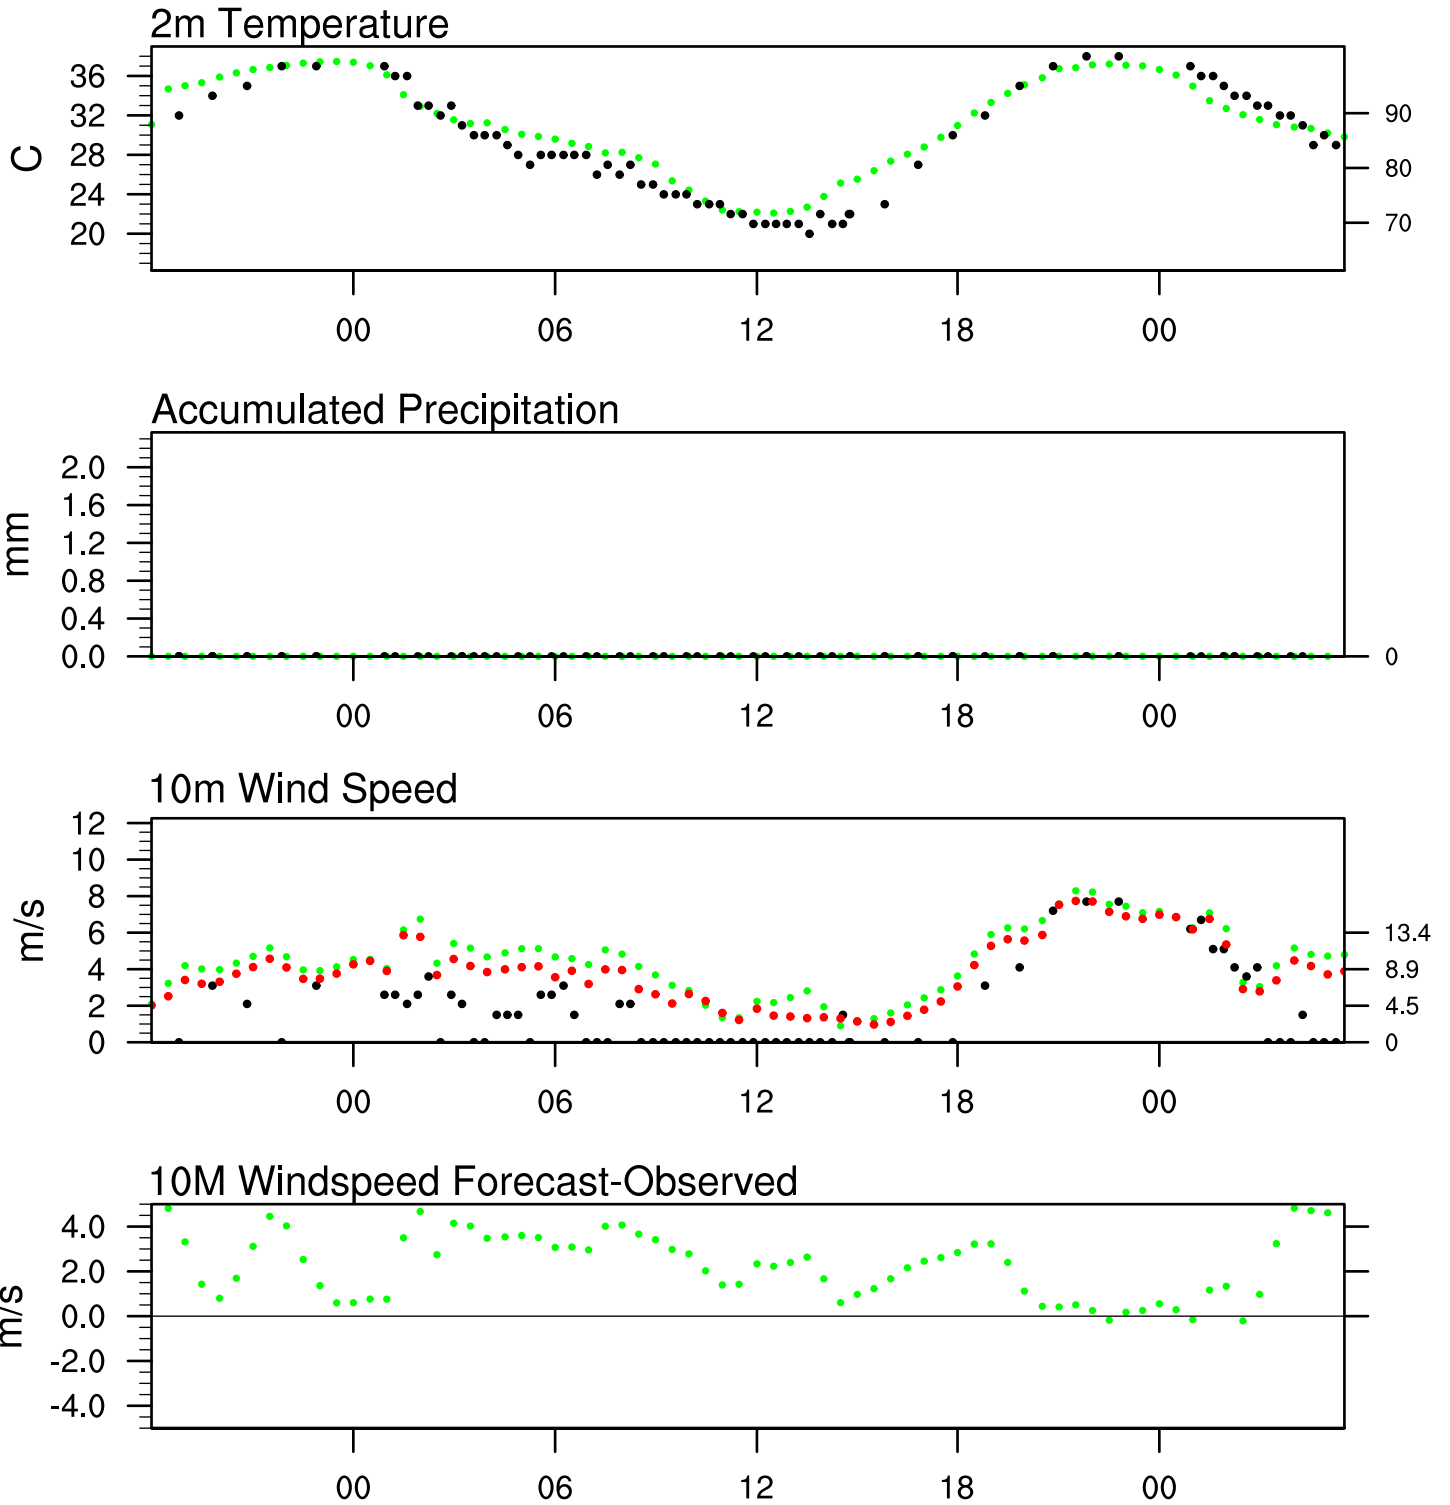 2m Temperature
C
36
32
28
24
20
90
80
70
00 06 12 18 00
Accumulated Precipitation
mm
2.0
1.6
1.2
0.8
0.4
0.0
0
00 06 12 18 00
10m Wind Speed
m/s
12
10
8
6
4
2
0
13.4
8.9
4.5
0
00 06 12 18 00
10M Windspeed Forecast-Observed
m/s
4.0
2.0
0.0
-2.0
-4.0
00 06 12 18 00